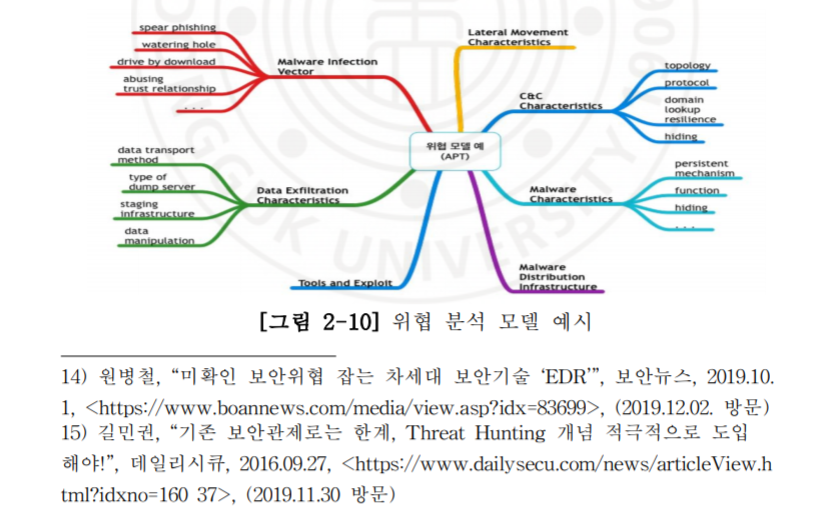 spear phishing
watering hole
drive by download
abusing
trust relationship
. . .
Malware Infection
Vector
Lateral Movement
Characteristics
C&C
Characteristics
topology
protocol
domain
lookup
resilience
hiding
위협 모델 예
(APT)
data transport
method
type of
dump server
staging
infrastructure
data
manipulation
Data Exfiltration
Characteristics
Malware
Characteristics
persistent
mechanism
function
hiding
. . .
Tools and Exploit
Malware
Distribution
Infrastructure
UNIVERSITY
[그림 2-10] 위협 분석 모델 예시
14) 원병철, “미확인 보안위협 잡는 차세대 보안기술 ‘EDR’”, 보안뉴스, 2019.10.
1, <https://www.boannews.com/media/view.asp?idx=83699>, (2019.12.02. 방문)
15) 길민권, “기존 보안관제로는 한계, Threat Hunting 개념 적극적으로 도입
해야!”, 데일리시큐, 2016.09.27, <https://www.dailysecu.com/news/articleView.h
tml?idxno=160 37>, (2019.11.30 방문)